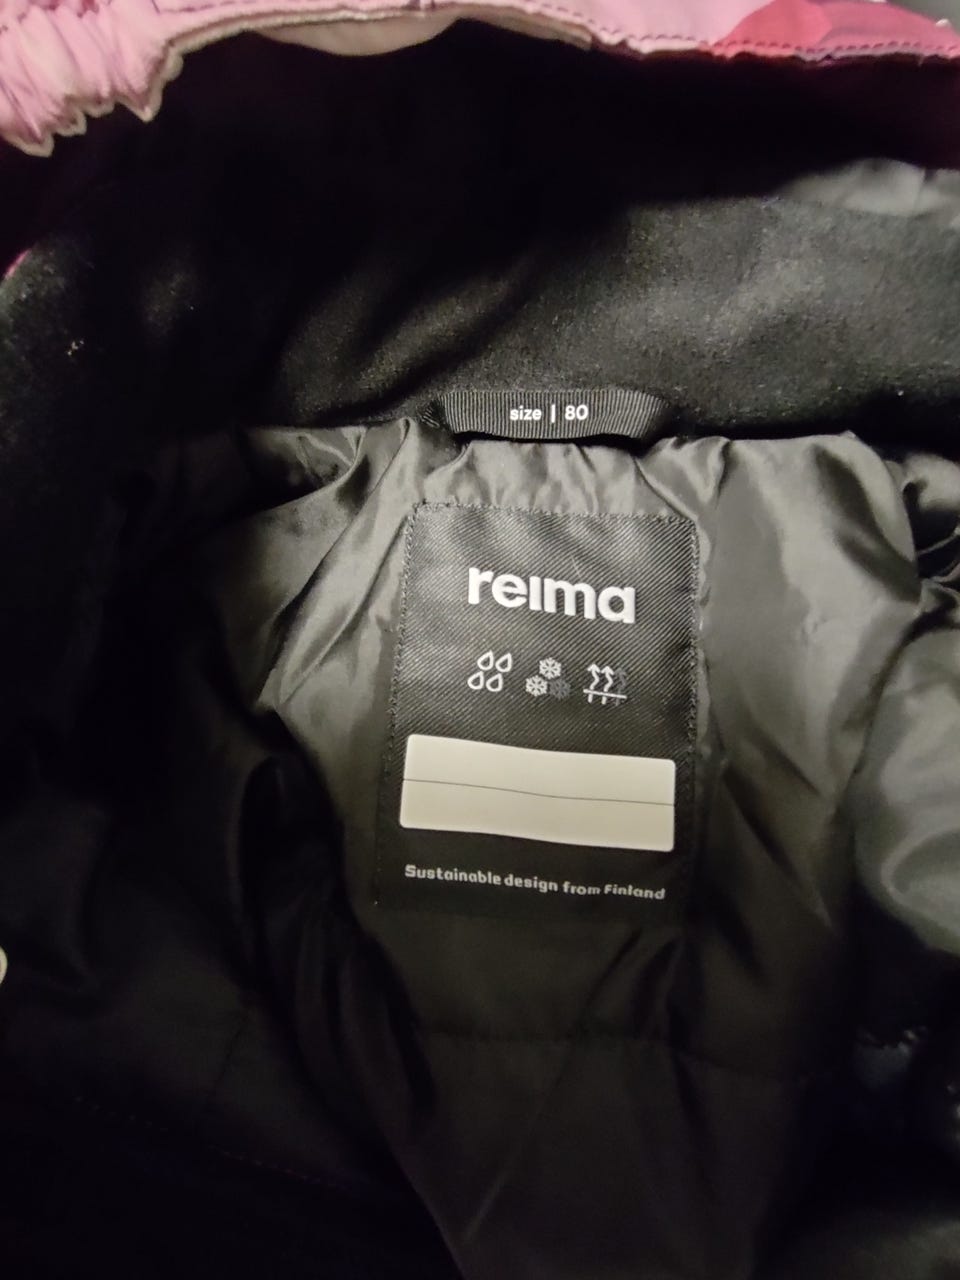 size | 80
reima
Sustainable design from Finland